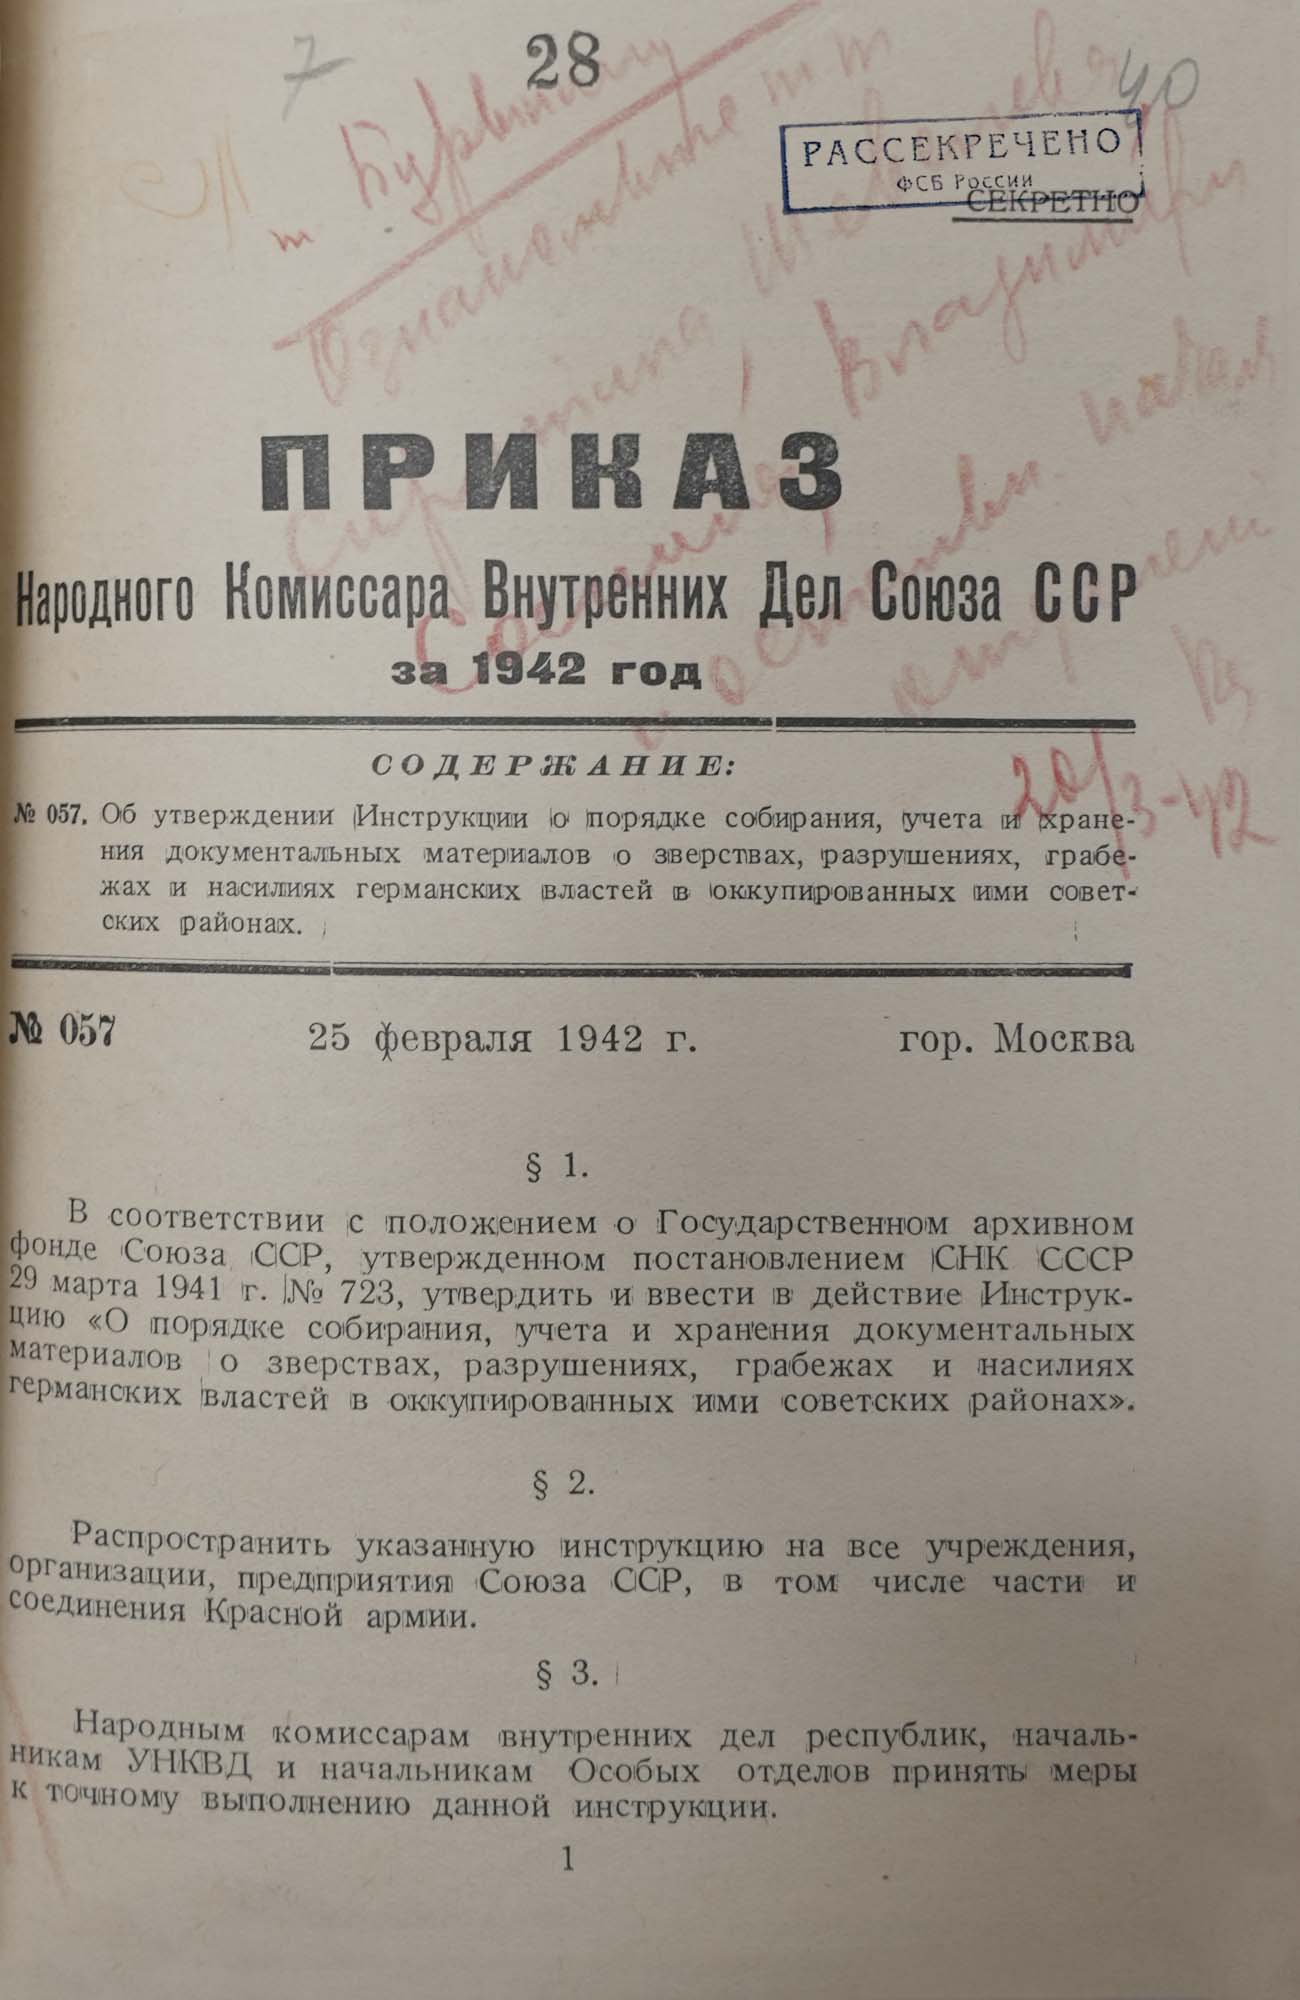 7
28
40
РАССЕКРЕЧЕНО
ФСБ России
СЕКРЕТНО
ПРИКАЗ
Народного Комиссара Внутренних Дел Союза ССР
за 1942 год
СОДЕРЖАНИЕ:
№ 057. Об утверждении Инструкции о порядке собирания, учета и хране-
ния документальных материалов о зверствах, разрушениях, грабе-
жах и насилиях германских властей в оккупированных ими совет-
ских районах.
20/3-42
№ 057 25 февраля 1942 г. гор. Москва
§ 1.
В соответствии с положением о Государственном архивном
фонде Союза ССР, утвержденном постановлением СНК СССР
29 марта 1941 г. № 723, утвердить и ввести в действие Инструк-
цию «О порядке собирания, учета и хранения документальных
материалов о зверствах, разрушениях, грабежах и насилиях
германских властей в оккупированных ими советских районах».
§ 2.
Распространить указанную инструкцию на все учреждения,
организации, предприятия Союза ССР, в том числе части и
соединения Красной армии.
§ 3.
Народным комиссарам внутренних дел республик, началь-
никам УНКВД и начальникам Особых отделов принять меры
к точному выполнению данной инструкции.
1